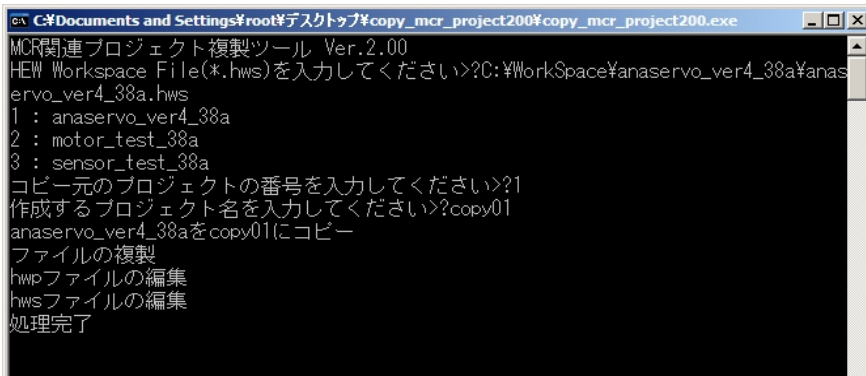 C:¥Documents and Settings¥root¥デスクトップ¥copy_mcr_project200¥copy_mcr_project200.exe
MCR関連プロジェクト複製ツール Ver.2.00
HEW Workspace File(*.hws)を入力してください>?C:¥WorkSpace¥anaservo_ver4_38a¥anas
ervo_ver4_38a.hws
1 : anaservo_ver4_38a
2 : motor_test_38a
3 : sensor_test_38a
コピー元のプロジェクトの番号を入力してください>?1
作成するプロジェクト名を入力してください>?copy01
anaservo_ver4_38aをcopy01にコピー
ファイルの複製
hwpファイルの編集
hwsファイルの編集
処理完了